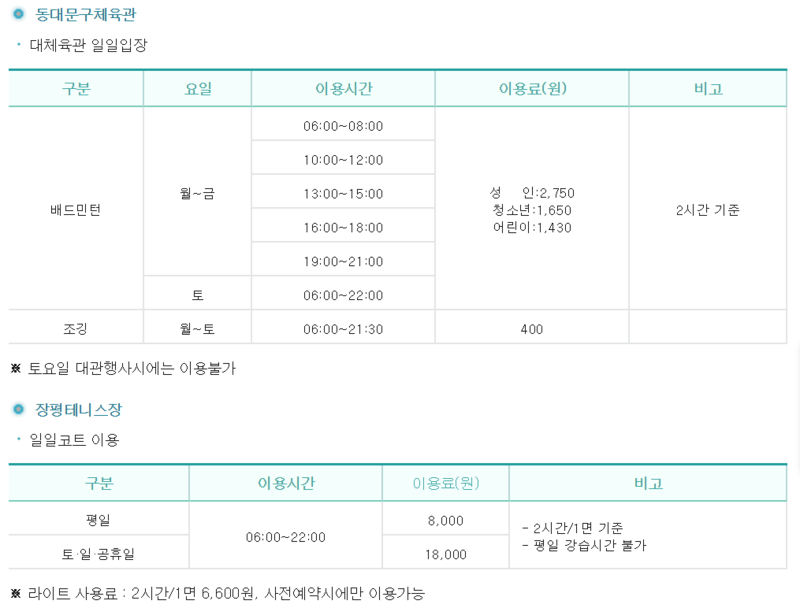 동대문구체육관
· 대체육관 일일입장
구분 요일 이용시간 이용료(원) 비고
배드민턴 월~금 06:00~08:00
10:00~12:00
13:00~15:00
16:00~18:00
19:00~21:00
성 인:2,750
청소년:1,650
어린이:1,430
2시간 기준
토 06:00~22:00
조깅 월~토 06:00~21:30 400
※ 토요일 대관행사시에는 이용불가
장평테니스장
· 일일코트 이용
구분 이용시간 이용료(원) 비고
평일 06:00~22:00 8,000
- 2시간/1면 기준
- 평일 강습시간 불가
토·일·공휴일 18,000
※ 라이트 사용료 : 2시간/1면 6,600원, 사전예약시에만 이용가능